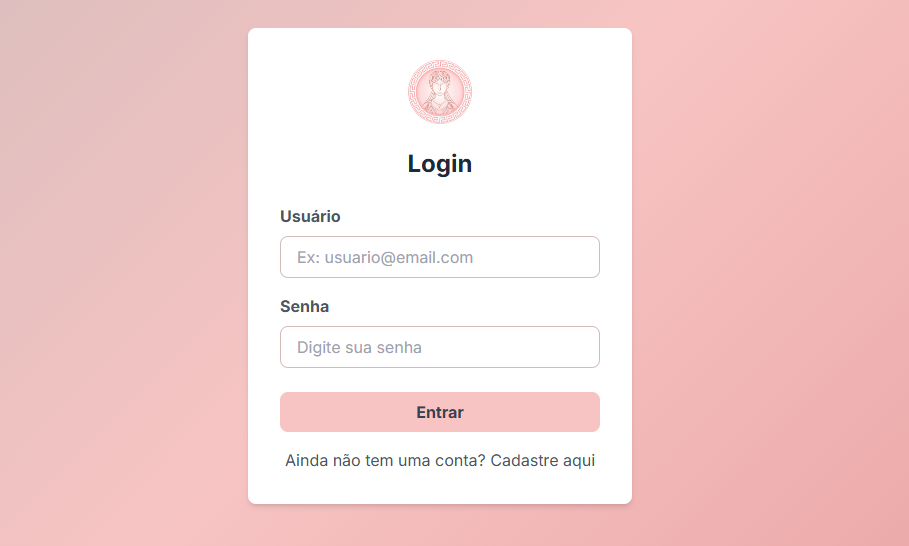 Login
Usuário
Ex: usuario@email.com
Senha
Digite sua senha
Entrar
Ainda não tem uma conta? Cadastre aqui